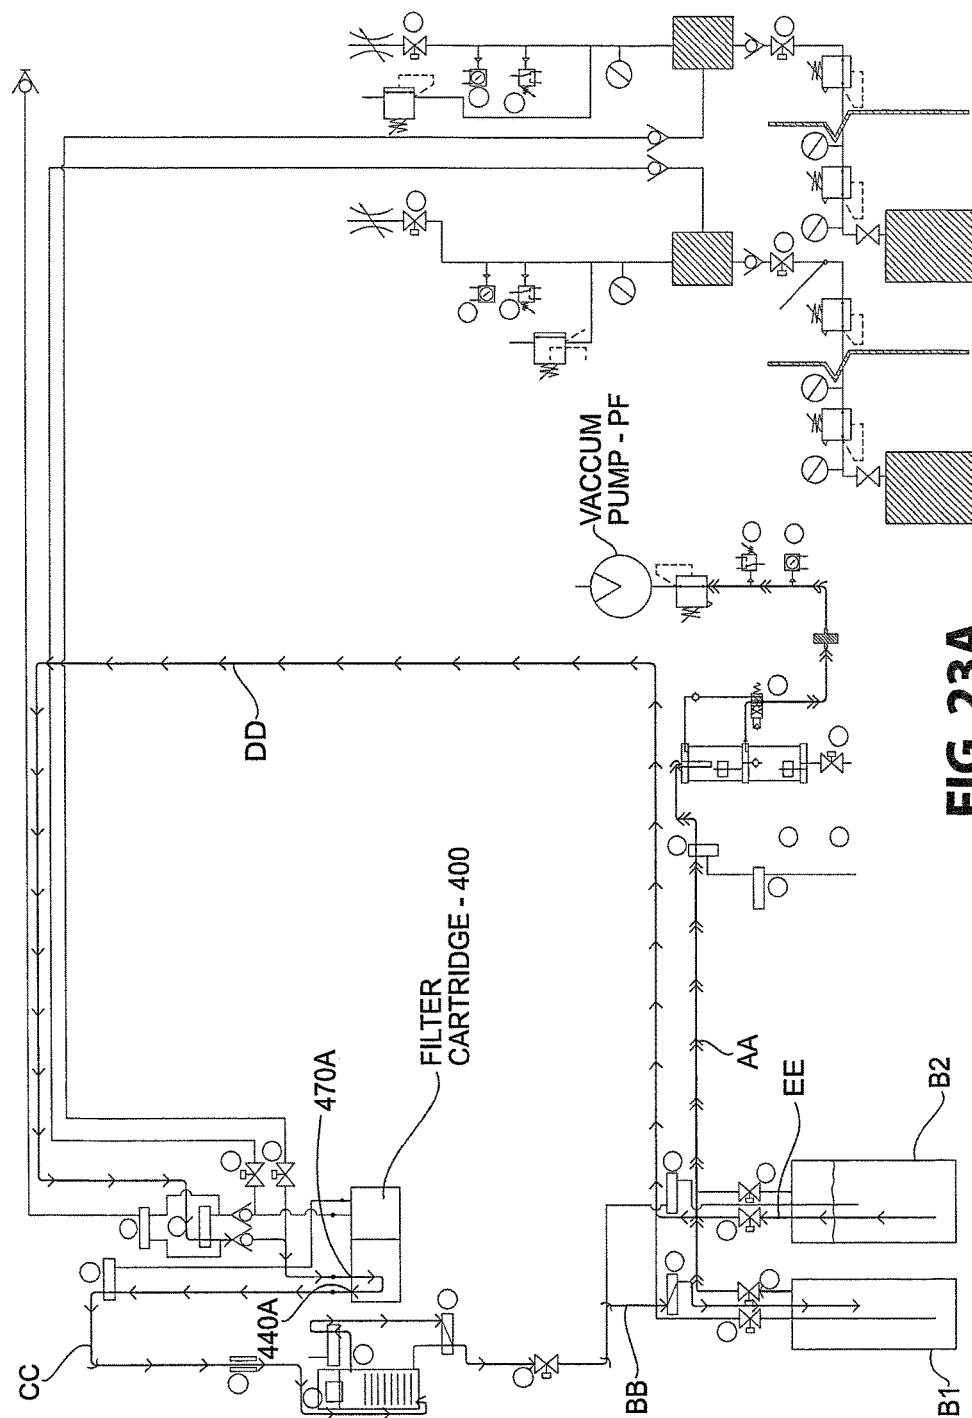 VACCUM
PUMP - PF
DD
FILTER
CARTRIDGE - 400
470A
440A
CC
AA
EE
BB
B2
B1
FIG. 23A